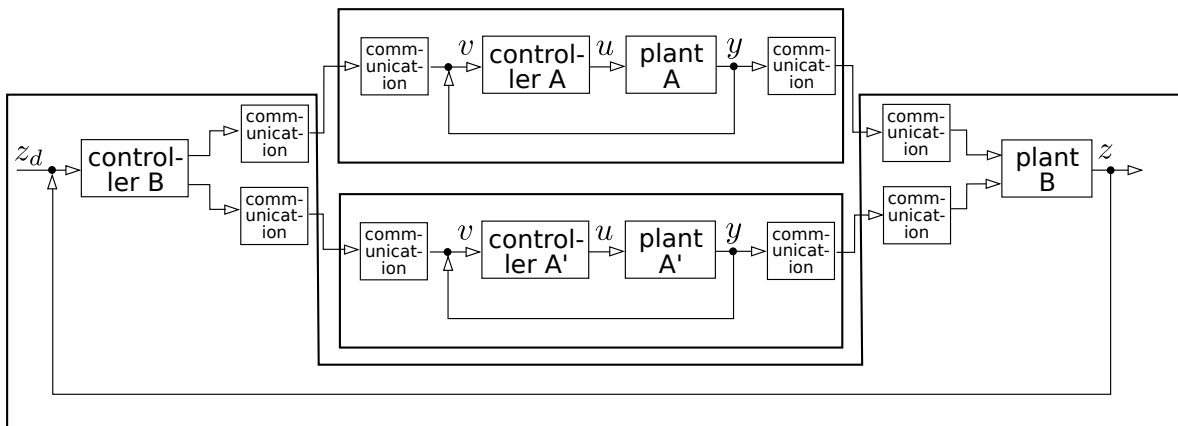 comm-
unicat-
ion
v
control-
ler A
u
plant
A
y
comm-
unicat-
ion
z_d
control-
ler B
comm-
unicat-
ion
comm-
unicat-
ion
comm-
unicat-
ion
v
control-
ler A'
u
plant
A'
y
comm-
unicat-
ion
comm-
unicat-
ion
comm-
unicat-
ion
plant
B
z